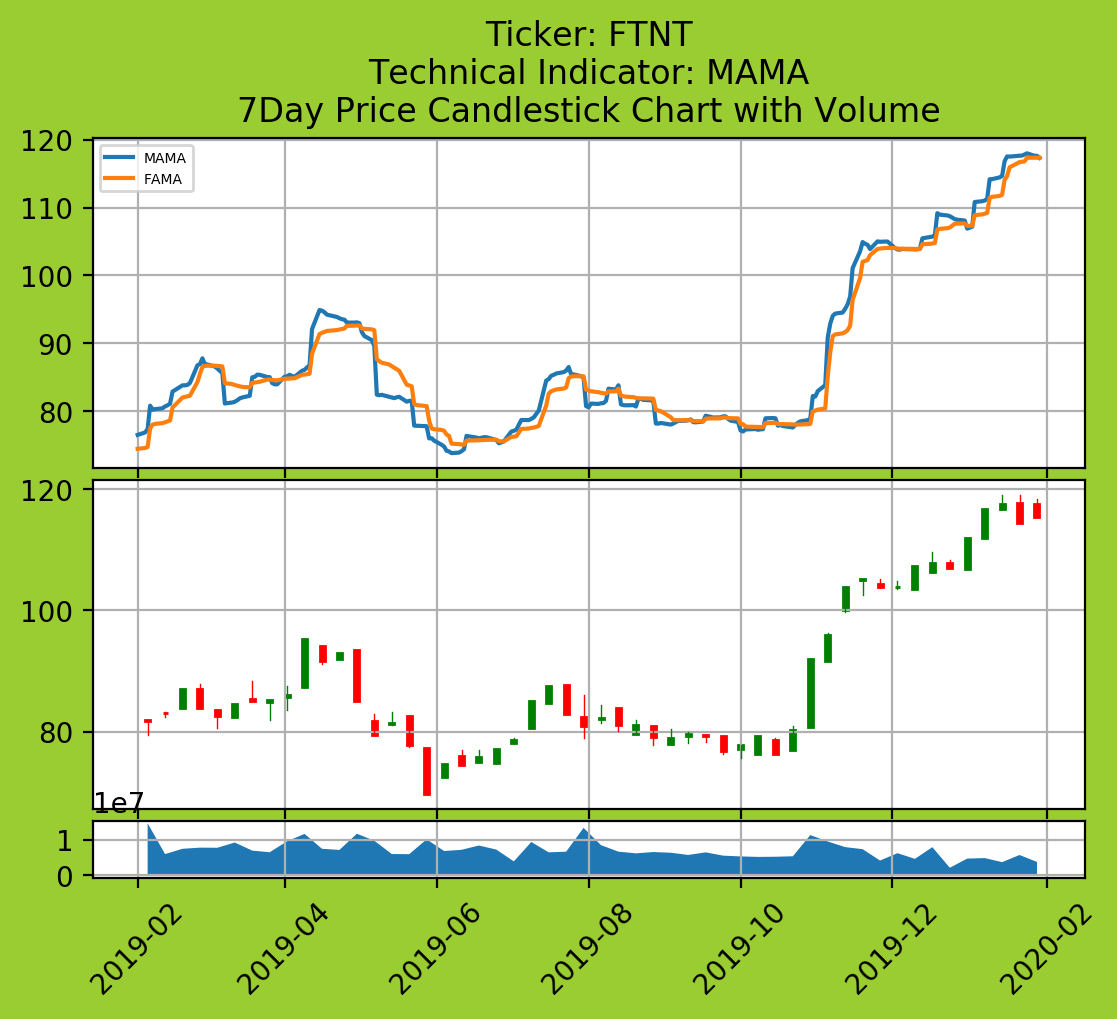 Ticker: FTNT
Technical Indicator: MAMA
7Day Price Candlestick Chart with Volume
120
110
100
90
80
MAMA
FAMA
120
100
80
1e7
1
0
2019-02
2019-04
2019-06
2019-08
2019-10
2019-12
2020-02